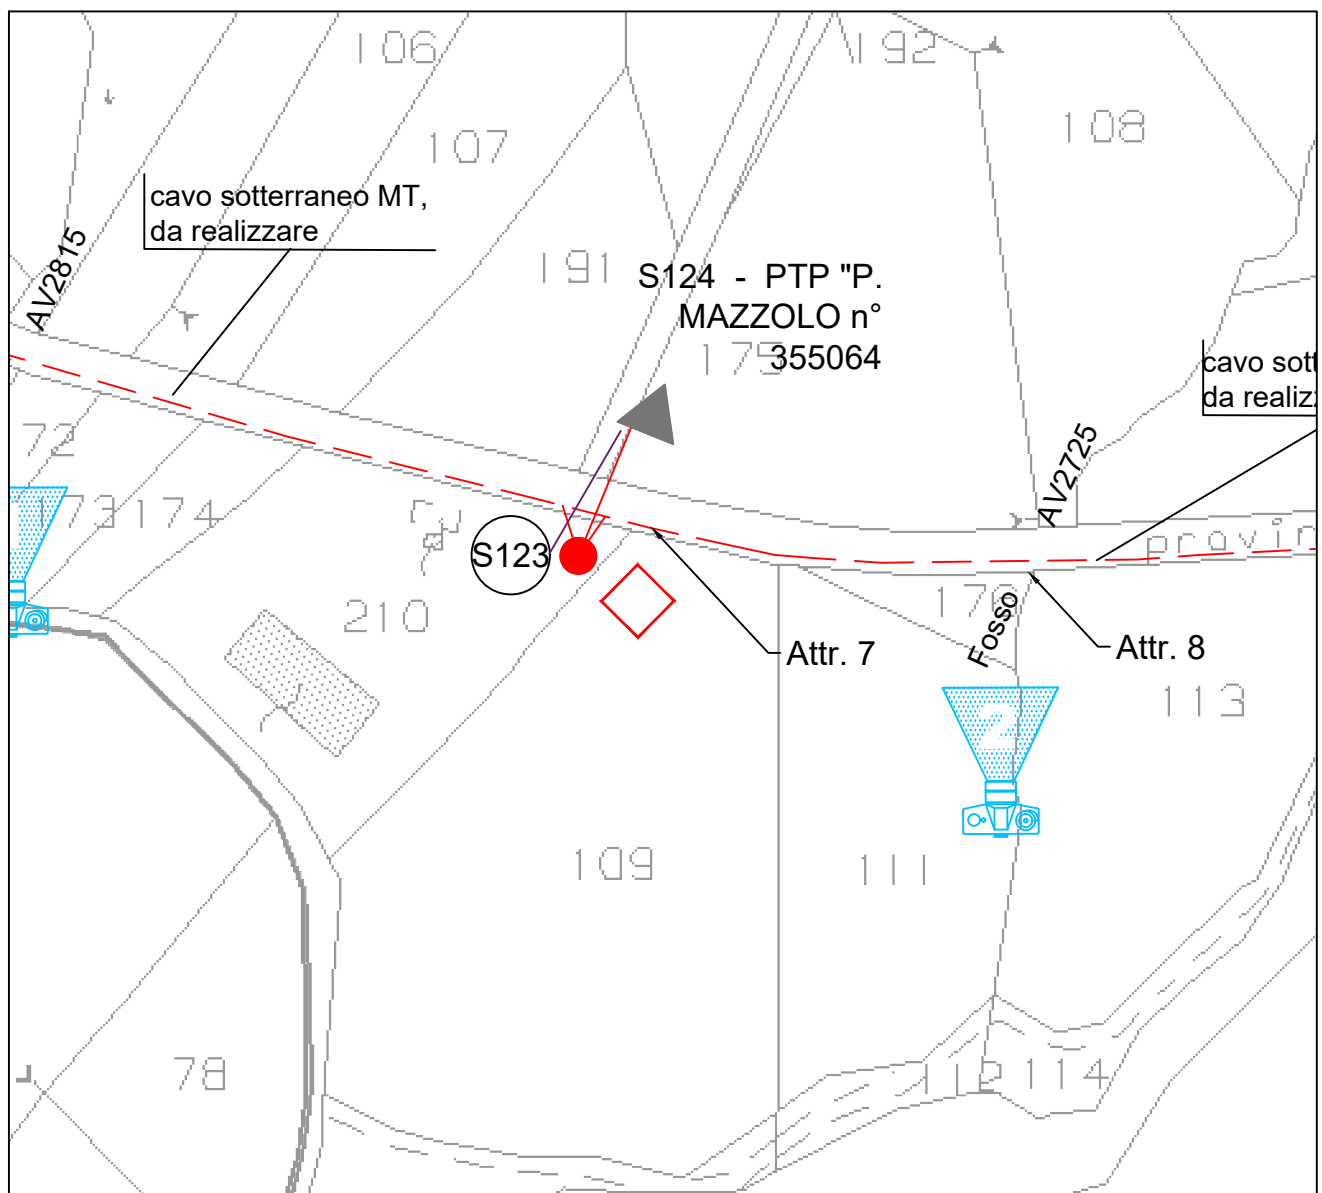 106
192
108
107
cavo sotterraneo MT,
da realizzare
AV2815
191
S124 - PTP "P.
MAZZOLO n°
355064
175
cavo sott
da realizz
72
AV2725
173
174
S123
provin
210
Fosso
Attr. 7
Attr. 8
113
2
109
111
78
112
114